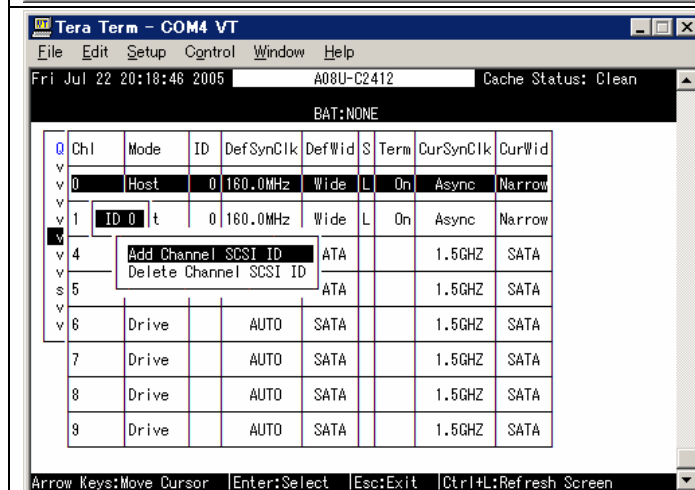 Tera Term - COM4 VT
File Edit Setup Control Window Help
Fri Jul 22 20:18:46 2005 A08U-C2412 Cache Status: Clean
BAT:NONE
Q Chl Mode ID DefSynClk DefWid S Term CurSynClk CurWid
v
v 0 Host 0 160.0MHz Wide L On Async Narrow
v
v 1 ID 0 t 0 160.0MHz Wide L On Async Narrow
v
v 4 Add Channel SCSI ID ATA 1.5GHZ SATA
v Delete Channel SCSI ID
s 5 ATA 1.5GHZ SATA
v
v 6 Drive AUTO SATA 1.5GHZ SATA
7 Drive AUTO SATA 1.5GHZ SATA
8 Drive AUTO SATA 1.5GHZ SATA
9 Drive AUTO SATA 1.5GHZ SATA
Arrow Keys:Move Cursor |Enter:Select |Esc:Exit |Ctrl+L:Refresh Screen